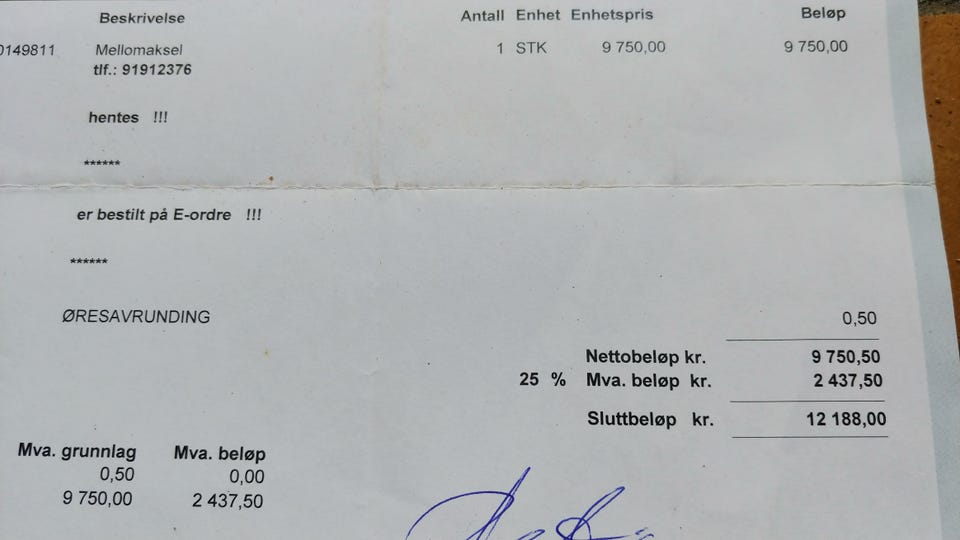 Beskrivelse Antall Enhet Enhetspris Beløp
0149811 Mellomaksel 1 STK 9 750,00 9 750,00
tlf.: 91912376
hentes !!!
******
er bestilt på E-ordre !!!
******
ØRESAVRUNDING 0,50
Nettobeløp kr. 9 750,50
25 % Mva. beløp kr. 2 437,50
Sluttbeløp kr. 12 188,00
Mva. grunnlag Mva. beløp
0,50 0,00
9 750,00 2 437,50